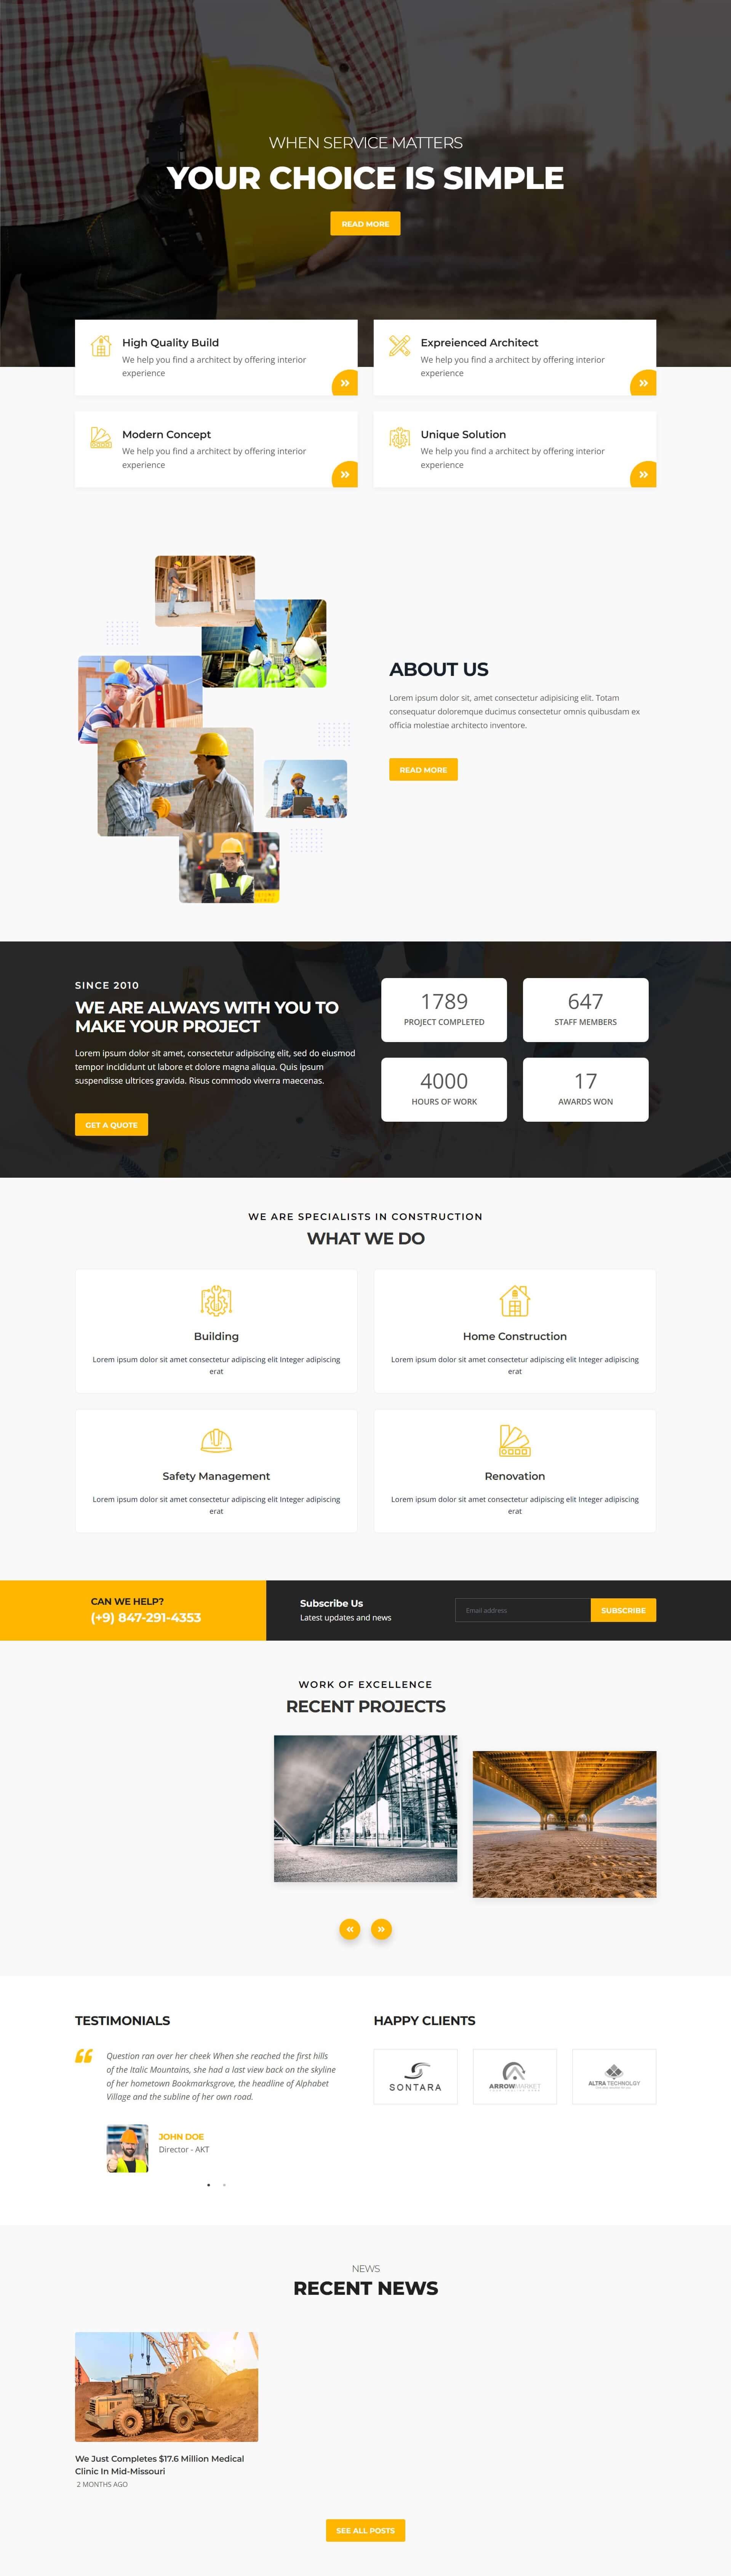 WHEN SERVICE MATTERS
YOUR CHOICE IS SIMPLE
READ MORE
High Quality Build
We help you find a architect by offering interior
experience
Expreienced Architect
We help you find a architect by offering interior
experience
Modern Concept
We help you find a architect by offering interior
experience
Unique Solution
We help you find a architect by offering interior
experience
ABOUT US
Lorem ipsum dolor sit, amet consectetur adipisicing elit. Totam
consequatur doloremque ducimus consectetur omnis quibusdam ex
officia molestiae architecto inventore.
READ MORE
SINCE 2010
WE ARE ALWAYS WITH YOU TO
MAKE YOUR PROJECT
Lorem ipsum dolor sit amet, consectetur adipiscing elit, sed do eiusmod
tempor incididunt ut labore et dolore magna aliqua. Quis ipsum
suspendisse ultrices gravida. Risus commodo viverra maecenas.
GET A QUOTE
1789
PROJECT COMPLETED
647
STAFF MEMBERS
4000
HOURS OF WORK
17
AWARDS WON
WE ARE SPECIALISTS IN CONSTRUCTION
WHAT WE DO
Building
Lorem ipsum dolor sit amet consectetur adipiscing elit Integer adipiscing
erat
Home Construction
Lorem ipsum dolor sit amet consectetur adipiscing elit Integer adipiscing
erat
Safety Management
Lorem ipsum dolor sit amet consectetur adipiscing elit Integer adipiscing
erat
Renovation
Lorem ipsum dolor sit amet consectetur adipiscing elit Integer adipiscing
erat
CAN WE HELP?
(+9) 847-291-4353
Subscribe Us
Latest updates and news
Email address
SUBSCRIBE
WORK OF EXCELLENCE
RECENT PROJECTS
TESTIMONIALS
Question ran over her cheek When she reached the first hills
of the Italic Mountains, she had a last view back on the skyline
of her hometown Bookmarksgrove, the headline of Alphabet
Village and the subline of her own road.
JOHN DOE
Director - AKT
HAPPY CLIENTS
SONTARA
ARROWMARKET
ALTRA TECHNOLGY
NEWS
RECENT NEWS
We Just Completes $17.6 Million Medical
Clinic In Mid-Missouri
2 MONTHS AGO
SEE ALL POSTS